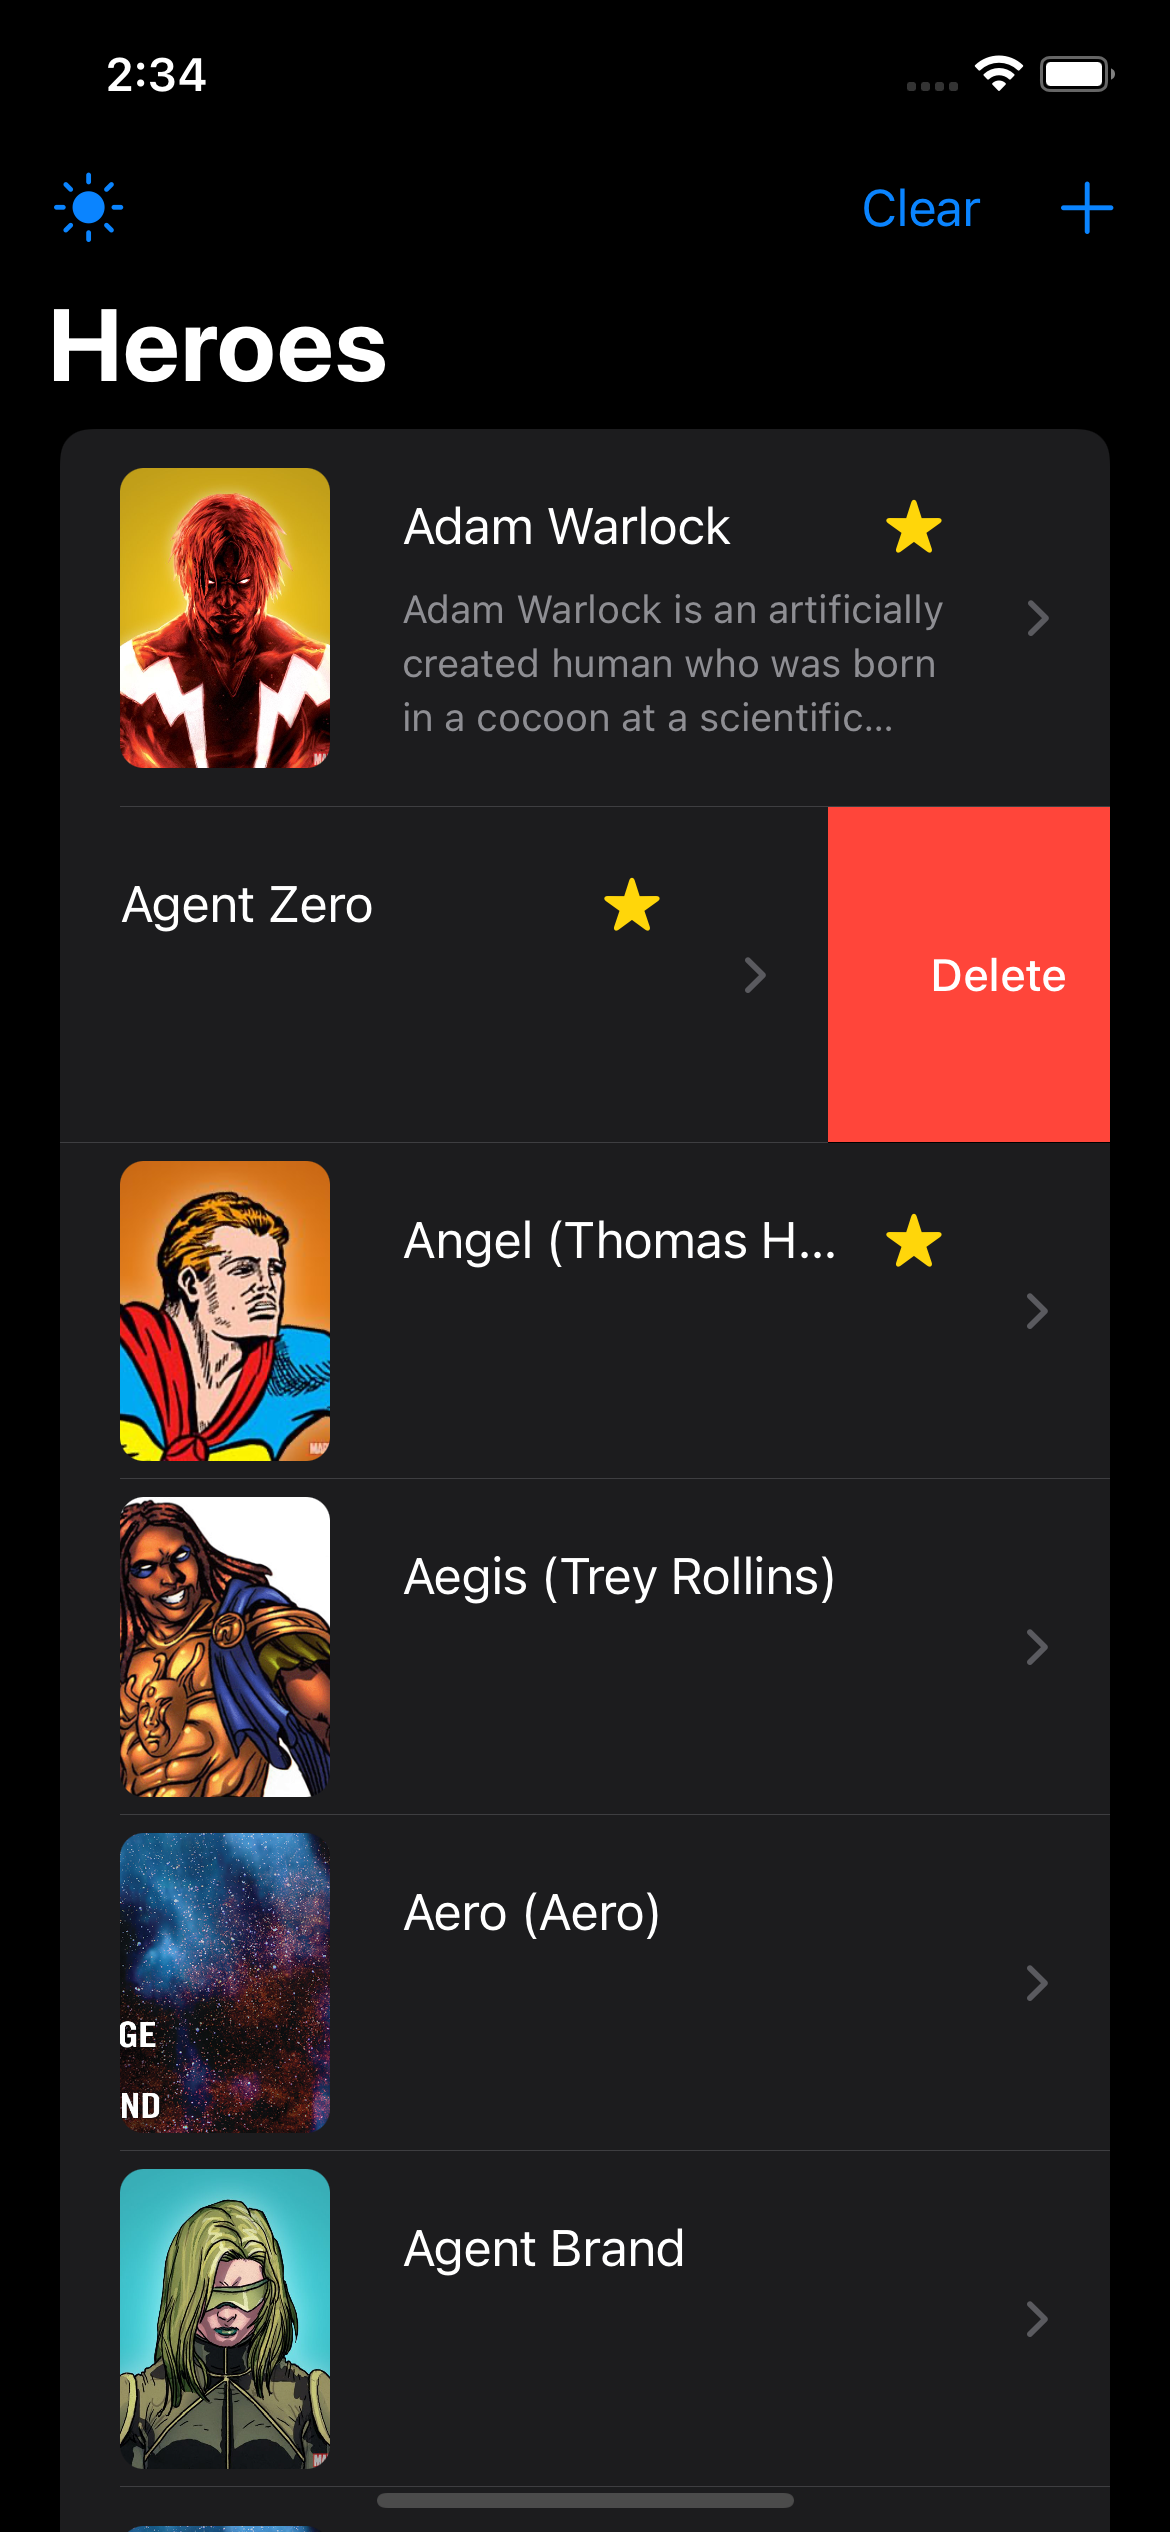 2:34
Clear
Heroes
Adam Warlock
Adam Warlock is an artificially
created human who was born
in a cocoon at a scientific...
Agent Zero
Delete
Angel (Thomas H...
Aegis (Trey Rollins)
Aero (Aero)
GE
ND
Agent Brand